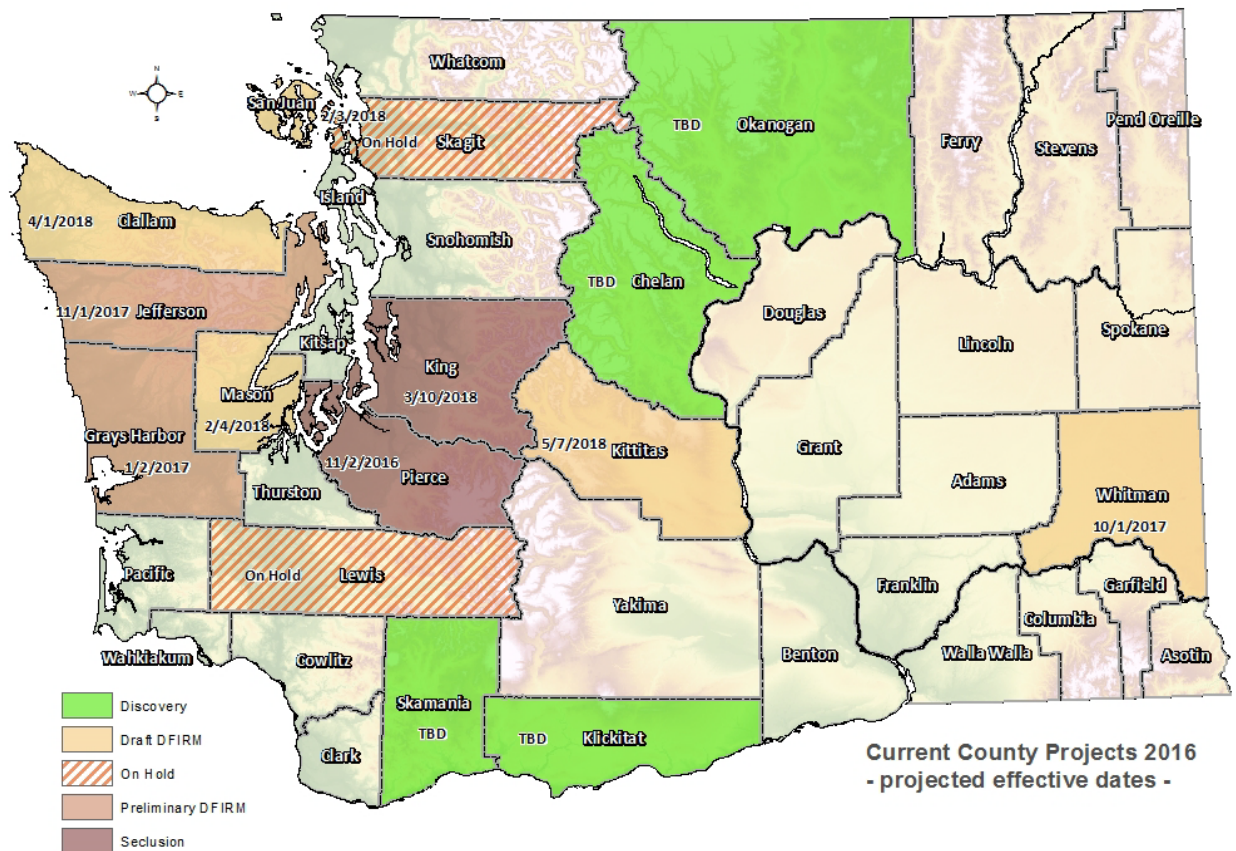 N
W
E
S
Whatcom
San Juan
2/3/2018
On Hold
Skagit
TBD
Okanogan
Ferry
Stevens
Pend Oreille
Island
4/1/2018
Clallam
Snohomish
TBD
Chelan
11/1/2017
Jefferson
Douglas
Kitsap
Lincoln
Spokane
King
3/10/2018
Mason
2/4/2018
Grays Harbor
1/2/2017
5/7/2018
Kittitas
Grant
11/2/2016
Pierce
Thurston
Adams
Whitman
10/1/2017
Pacific
On Hold
Lewis
Yakima
Franklin
Garfield
Columbia
Wahkiakum
Cowlitz
Benton
Walla Walla
Asotin
Skamania
TBD
TBD
Klickitat
Clark
Current County Projects 2016
- projected effective dates -
Discovery
Draft DFIRM
On Hold
Preliminary DFIRM
Seclusion